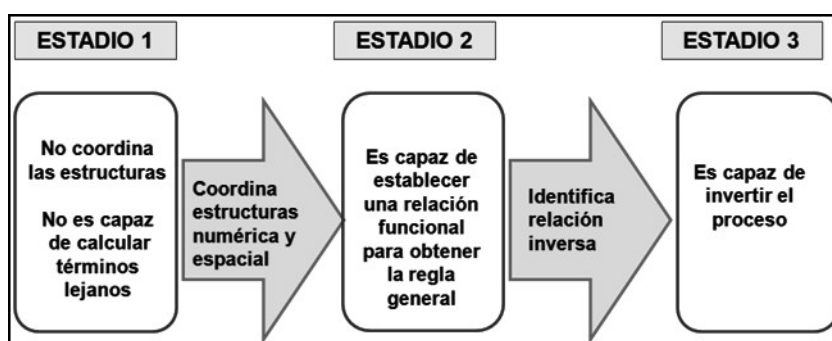 ESTADIO 1
ESTADIO 2
ESTADIO 3
No coordina
las estructuras
No es capaz
de calcular
términos
lejanos
Coordina
estructuras
numérica y
espacial
Es capaz de
establecer
una relación
funcional
para obtener
la regla
general
Identifica
relación
inversa
Es capaz de
invertir el
proceso